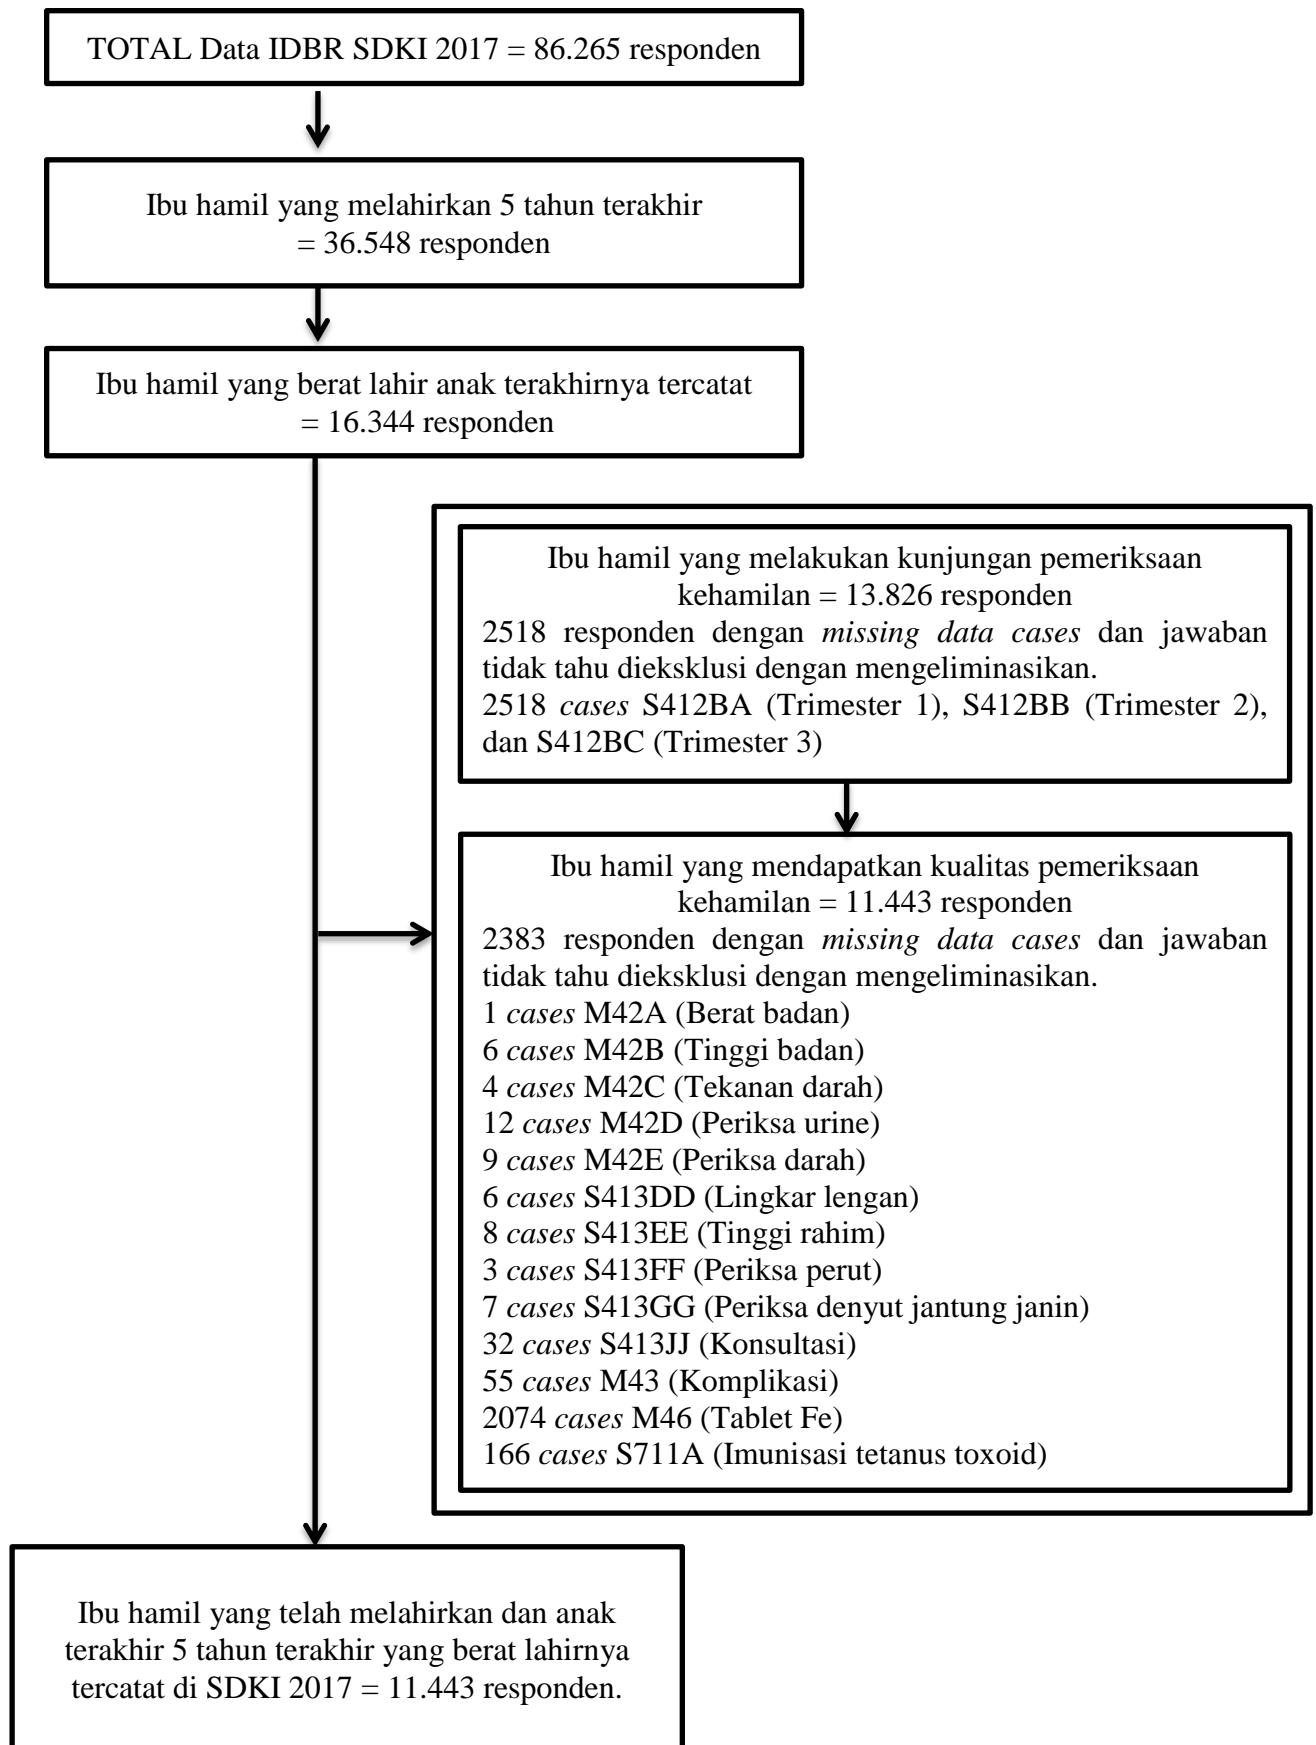 TOTAL Data IDBR SDKI 2017 = 86.265 responden
Ibu hamil yang melahirkan 5 tahun terakhir
= 36.548 responden
Ibu hamil yang berat lahir anak terakhirnya tercatat
= 16.344 responden
Ibu hamil yang melakukan kunjungan pemeriksaan
kehamilan = 13.826 responden
2518 responden dengan missing data cases dan jawaban
tidak tahu dieksklusi dengan mengeliminasikan.
2518 cases S412BA (Trimester 1), S412BB (Trimester 2),
dan S412BC (Trimester 3)
Ibu hamil yang mendapatkan kualitas pemeriksaan
kehamilan = 11.443 responden
2383 responden dengan missing data cases dan jawaban
tidak tahu dieksklusi dengan mengeliminasikan.
1 cases M42A (Berat badan)
6 cases M42B (Tinggi badan)
4 cases M42C (Tekanan darah)
12 cases M42D (Periksa urine)
9 cases M42E (Periksa darah)
6 cases S413DD (Lingkar lengan)
8 cases S413EE (Tinggi rahim)
3 cases S413FF (Periksa perut)
7 cases S413GG (Periksa denyut jantung janin)
32 cases S413JJ (Konsultasi)
55 cases M43 (Komplikasi)
2074 cases M46 (Tablet Fe)
166 cases S711A (Imunisasi tetanus toxoid)
Ibu hamil yang telah melahirkan dan anak
terakhir 5 tahun terakhir yang berat lahirnya
tercatat di SDKI 2017 = 11.443 responden.